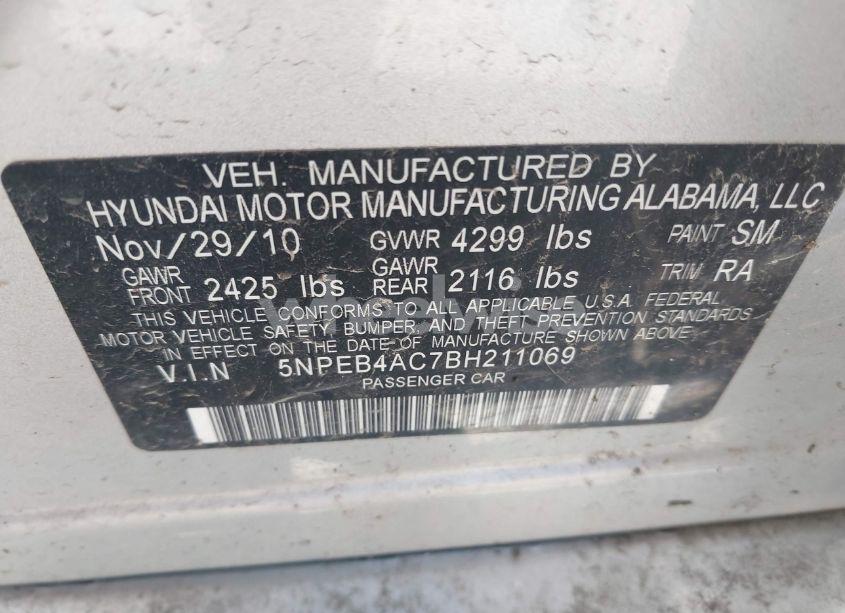 VEH. MANUFACTURED BY
HYUNDAI MOTOR MANUFACTURING ALABAMA, LLC
Nov/29/10 GVWR 4299 lbs PAINT SM
GAWR FRONT 2425 lbs GAWR REAR 2116 lbs TRIM RA
THIS VEHICLE CONFORMS TO ALL APPLICABLE U.S.A. FEDERAL
MOTOR VEHICLE SAFETY, BUMPER, AND THEFT PREVENTION STANDARDS
IN EFFECT ON THE DATE OF MANUFACTURE SHOWN ABOVE
V.I.N 5NPEB4AC7BH211069
PASSENGER CAR